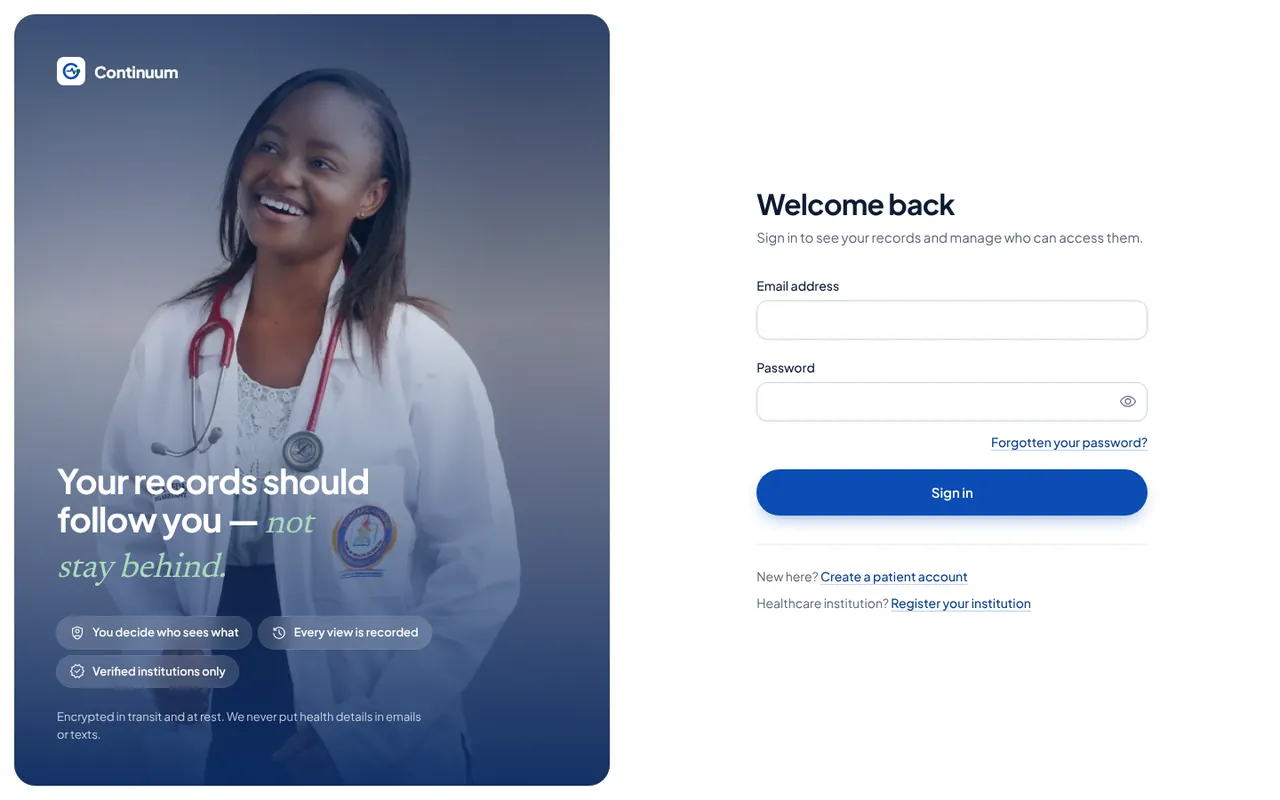 Continuum
Your records should
follow you — not
stay behind.
You decide who sees what
Every view is recorded
Verified institutions only
Encrypted in transit and at rest. We never put health details in emails
or texts.
Welcome back
Sign in to see your records and manage who can access them.
Email address
Password
Forgotten your password?
Sign in
New here? Create a patient account
Healthcare institution? Register your institution